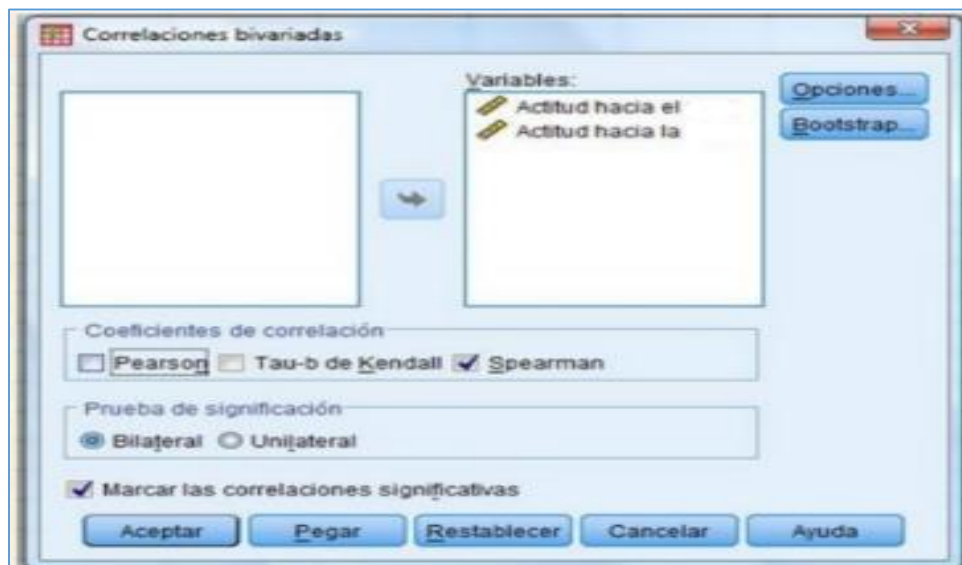 Correlaciones bivariadas
Variables:
Actitud hacia el
Actitud hacia la
Opciones...
Bootstrap...
Coeficientes de correlación
Pearson Tau-b de Kendall Spearman
Prueba de significación
Bilateral Unilateral
Marcar las correlaciones significativas
Aceptar Pegar Restablecer Cancelar Ayuda